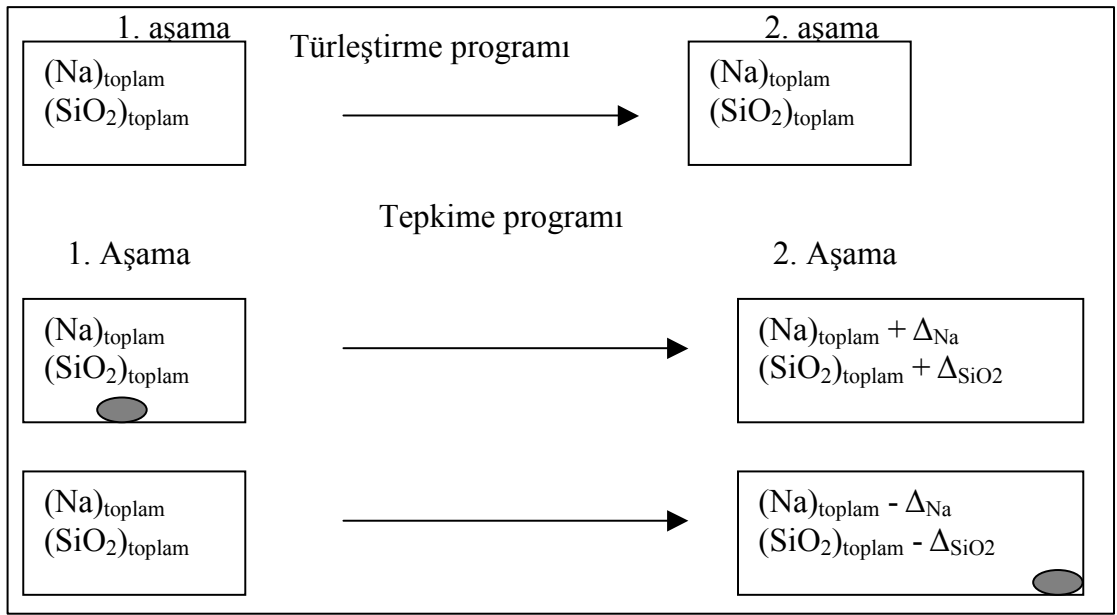 1. aşama
Türleştirme programı
2. aşama
(Na)toplam
(SiO2)toplam
(Na)toplam
(SiO2)toplam
Tepkime programı
1. Aşama
2. Aşama
(Na)toplam
(SiO2)toplam
(Na)toplam + ΔNa
(SiO2)toplam + ΔSiO2
(Na)toplam
(SiO2)toplam
(Na)toplam - ΔNa
(SiO2)toplam - ΔSiO2